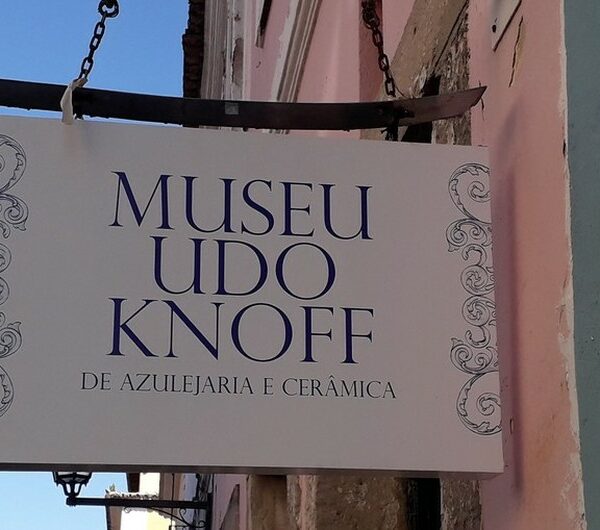 MUSEU
UDO
KNOFF
DE AZULEJARIA E CERÂMICA